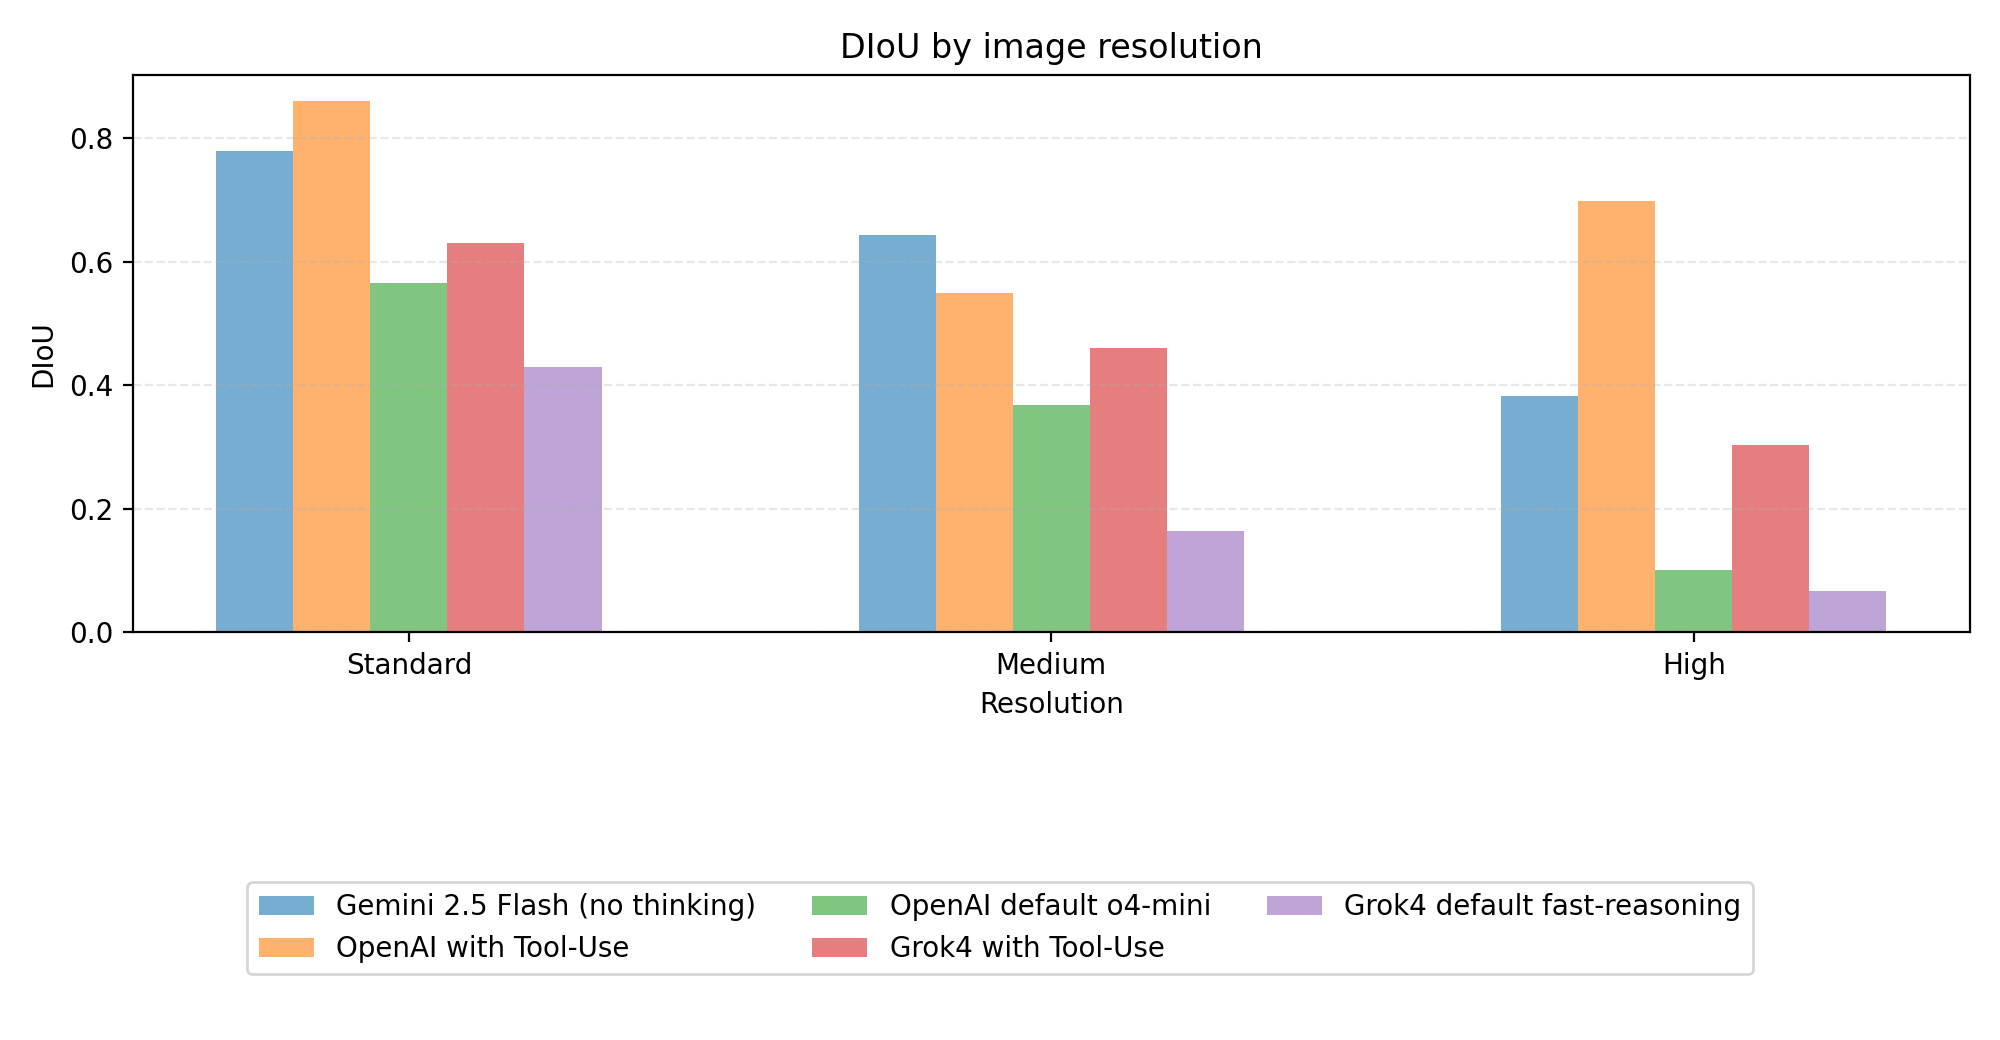 DIoU by image resolution
DIoU
0.8
0.6
0.4
0.2
0.0
Standard
Medium
High
Resolution
Gemini 2.5 Flash (no thinking)
OpenAI with Tool-Use
OpenAI default o4-mini
Grok4 with Tool-Use
Grok4 default fast-reasoning